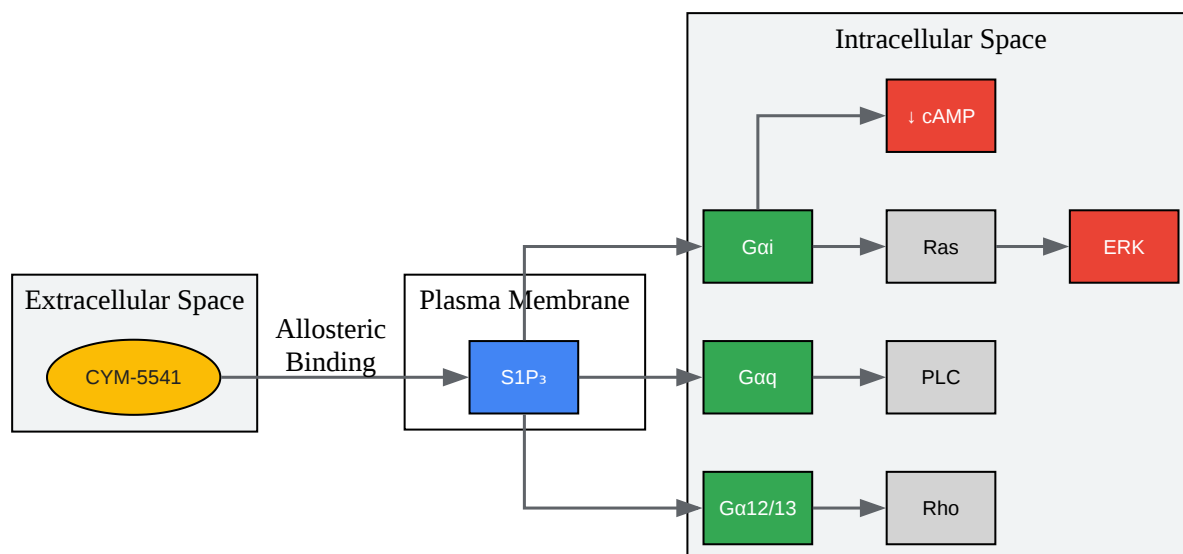 Intracellular Space
↓ cAMP
Gαi
Ras
ERK
Extracellular Space
Plasma Membrane
Allosteric
Binding
CYM-5541
S1P₃
Gαq
PLC
Gα12/13
Rho